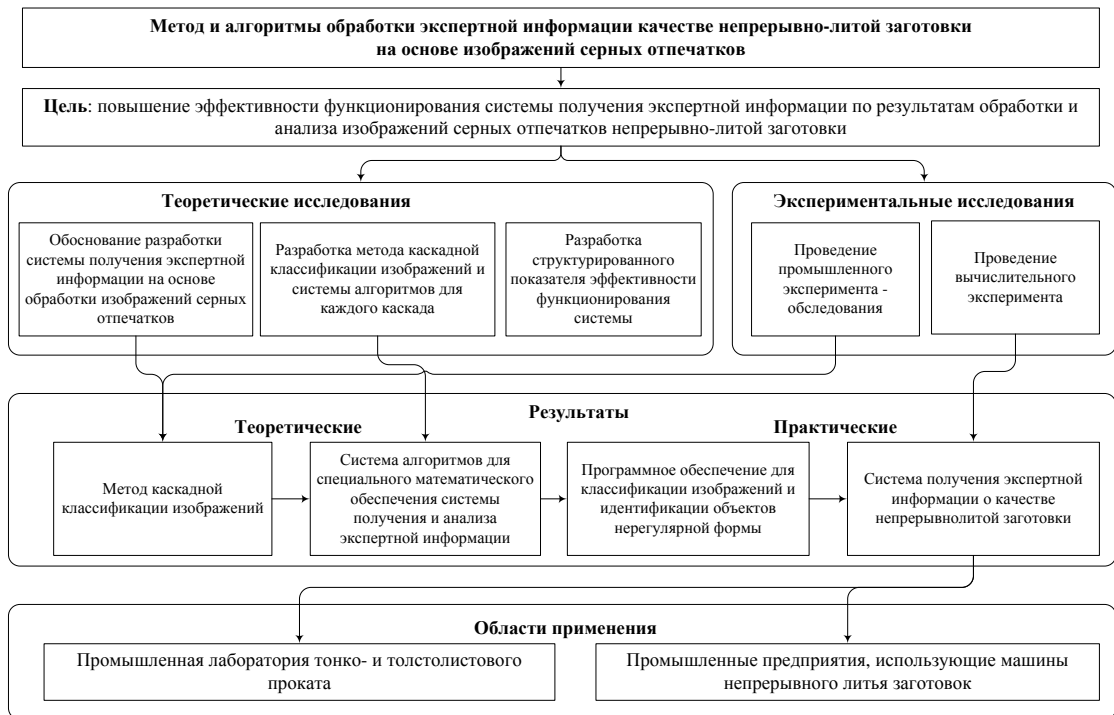 Метод и алгоритмы обработки экспертной информации качестве непрерывно-литой заготовки
на основе изображений серных отпечатков
Цель: повышение эффективности функционирования системы получения экспертной информации по результатам обработки и
анализа изображений серных отпечатков непрерывно-литой заготовки
Теоретические исследования
Обоснование разработки
системы получения экспертной
информации на основе
обработки изображений серных
отпечатков
Разработка метода каскадной
классификации изображений и
системы алгоритмов для
каждого каскада
Разработка
структурированного
показателя эффективности
функционирования
системы
Экспериментальные исследования
Проведение
промышленного
эксперимента -
обследования
Проведение
вычислительного
эксперимента
Результаты
Теоретические
Практические
Метод каскадной
классификации изображений
Система алгоритмов для
специального математического
обеспечения системы
получения и анализа
экспертной информации
Программное обеспечение для
классификации изображений и
идентификации объектов
нерегулярной формы
Система получения экспертной
информации о качестве
непрерывнолитой заготовки
Области применения
Промышленная лаборатория тонко- и толстолистового
проката
Промышленные предприятия, использующие машины
непрерывного литья заготовок